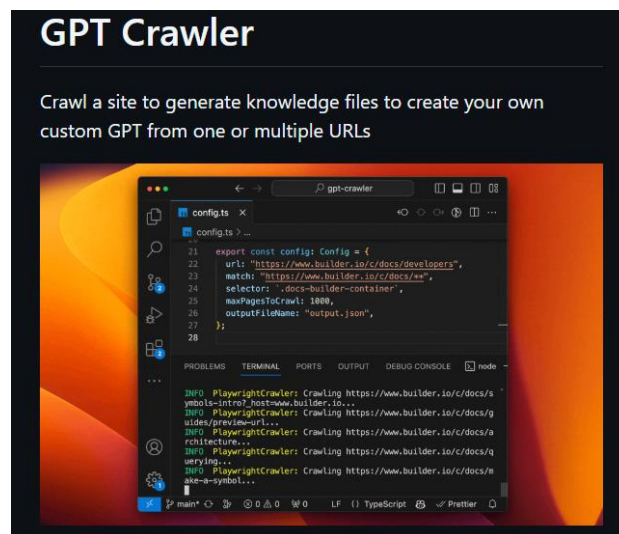 GPT Crawler
Crawl a site to generate knowledge files to create your own
custom GPT from one or multiple URLs
gpt-crawler
config.ts
config.ts > ...
21 export const config: Config = {
22 url: "https://www.builder.io/c/docs/developers",
23 match: "https://www.builder.io/c/docs/**",
24 selector: `.docs-builder-container`,
25 maxPagesToCrawl: 1000,
26 outputFileName: "output.json",
27 };
28
PROBLEMS TERMINAL PORTS OUTPUT DEBUG CONSOLE node
INFO PlaywrightCrawler: Crawling https://www.builder.io/c/docs/s
ymbols-intro?_host=www.builder.io...
INFO PlaywrightCrawler: Crawling https://www.builder.io/c/docs/g
uides/preview-url...
INFO PlaywrightCrawler: Crawling https://www.builder.io/c/docs/a
rchitecture...
INFO PlaywrightCrawler: Crawling https://www.builder.io/c/docs/q
uerying...
INFO PlaywrightCrawler: Crawling https://www.builder.io/c/docs/m
ake-a-symbol...
main* 0 0 0 LF {} TypeScript Prettier